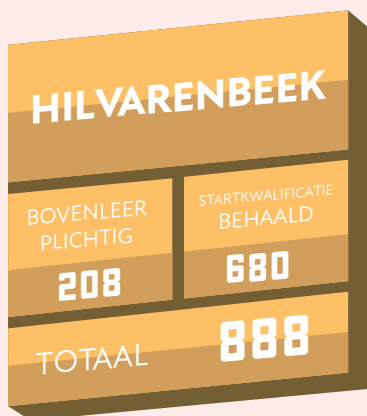 HILVARENBEEK
BOVENLEER
PLICHTIG
208
STARTKWALIFICATIE
BEHAALD
680
TOTAAL 888